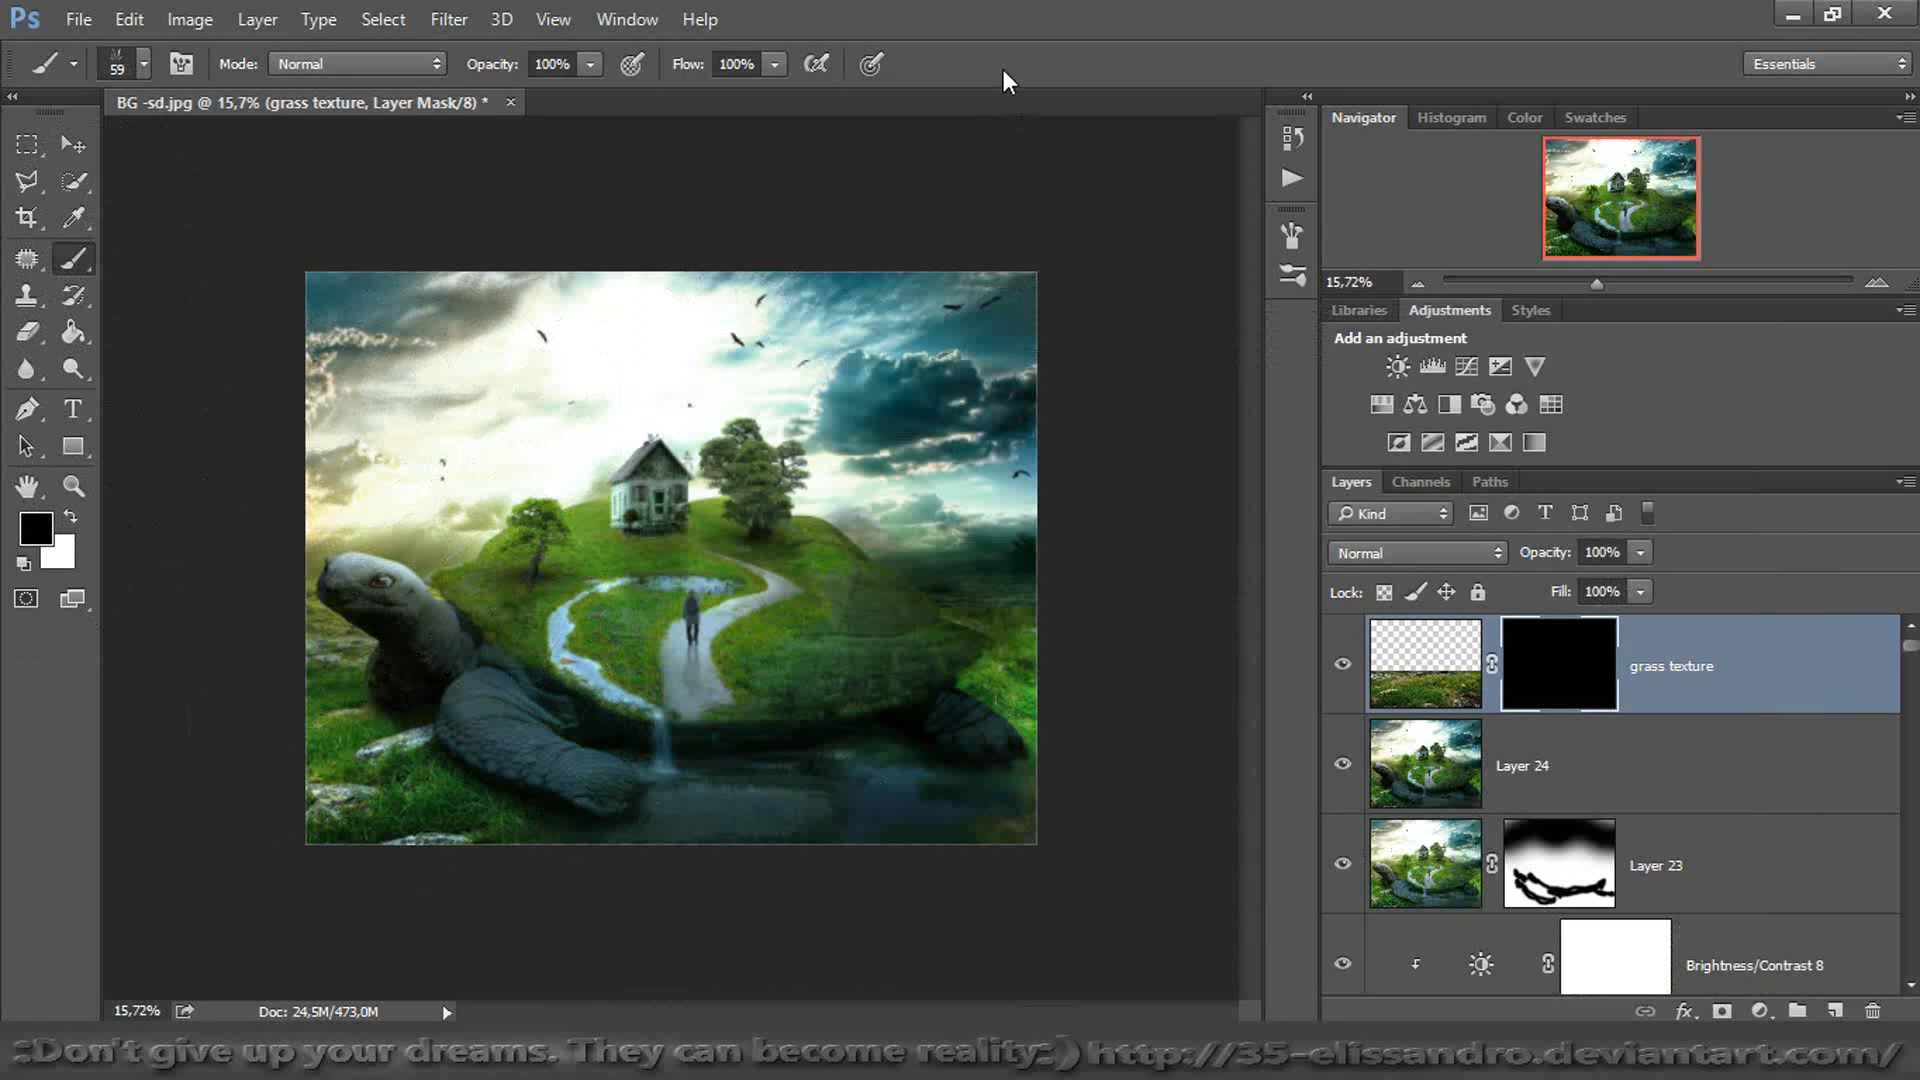 Ps File Edit Image Layer Type Select Filter 3D View Window Help
59 Mode: Normal Opacity: 100% Flow: 100% Essentials
BG -sd.jpg @ 15,7% (grass texture, Layer Mask/8) *
Navigator Histogram Color Swatches
15,72%
Libraries Adjustments Styles
Add an adjustment
Layers Channels Paths
Kind
Normal Opacity: 100%
Lock: Fill: 100%
grass texture
Layer 24
Layer 23
Brightness/Contrast 8
15,72% Doc: 24,5M/473,0M
:Don't give up your dreams. They can become reality:) http://35-elissandro.deviantart.com/